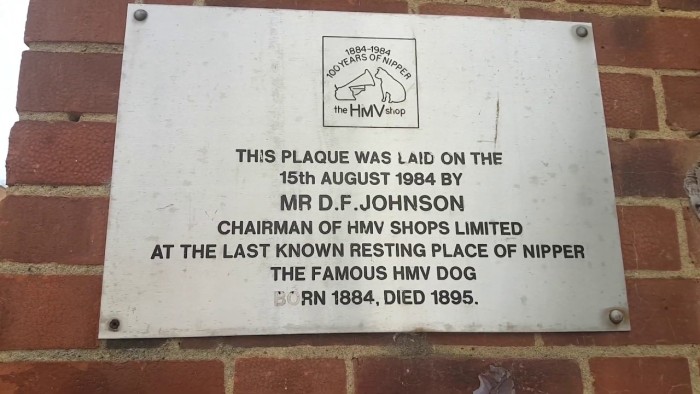 1884-1984
100 YEARS OF NIPPER
the HMV shop
THIS PLAQUE WAS LAID ON THE
15th AUGUST 1984 BY
MR D.F.JOHNSON
CHAIRMAN OF HMV SHOPS LIMITED
AT THE LAST KNOWN RESTING PLACE OF NIPPER
THE FAMOUS HMV DOG
BORN 1884, DIED 1895.